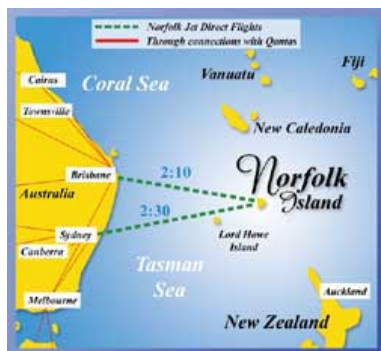 Norfolk Jet Direct Flights
Through connections with Qantas
Cairns
Coral Sea
Vanuatu
Fiji
Townsville
New Caledonia
Brisbane
2:10
Norfolk
Island
Australia
2:30
Sydney
Lord Howe
Island
Canberra
Tasman
Sea
Melbourne
Auckland
New Zealand